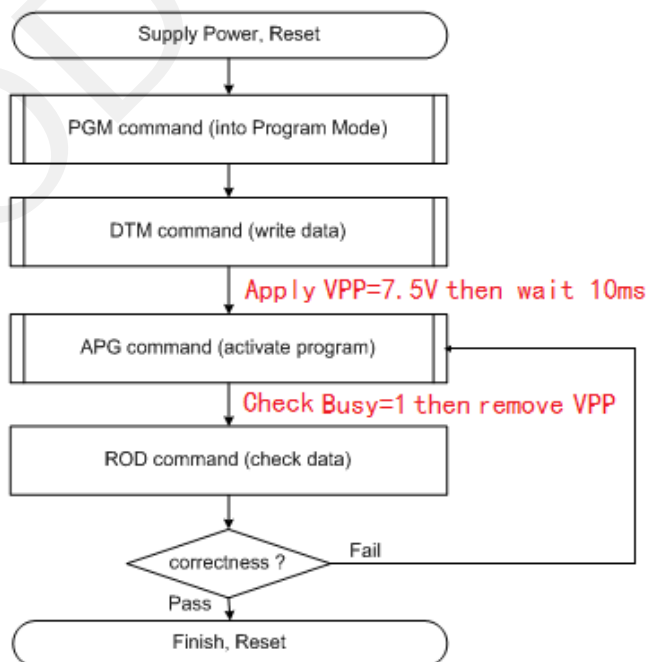 Supply Power, Reset
PGM command (into Program Mode)
DTM command (write data)
Apply VPP=7.5V then wait 10ms
APG command (activate program)
Check Busy=1 then remove VPP
ROD command (check data)
correctness ?
Fail
Pass
Finish, Reset